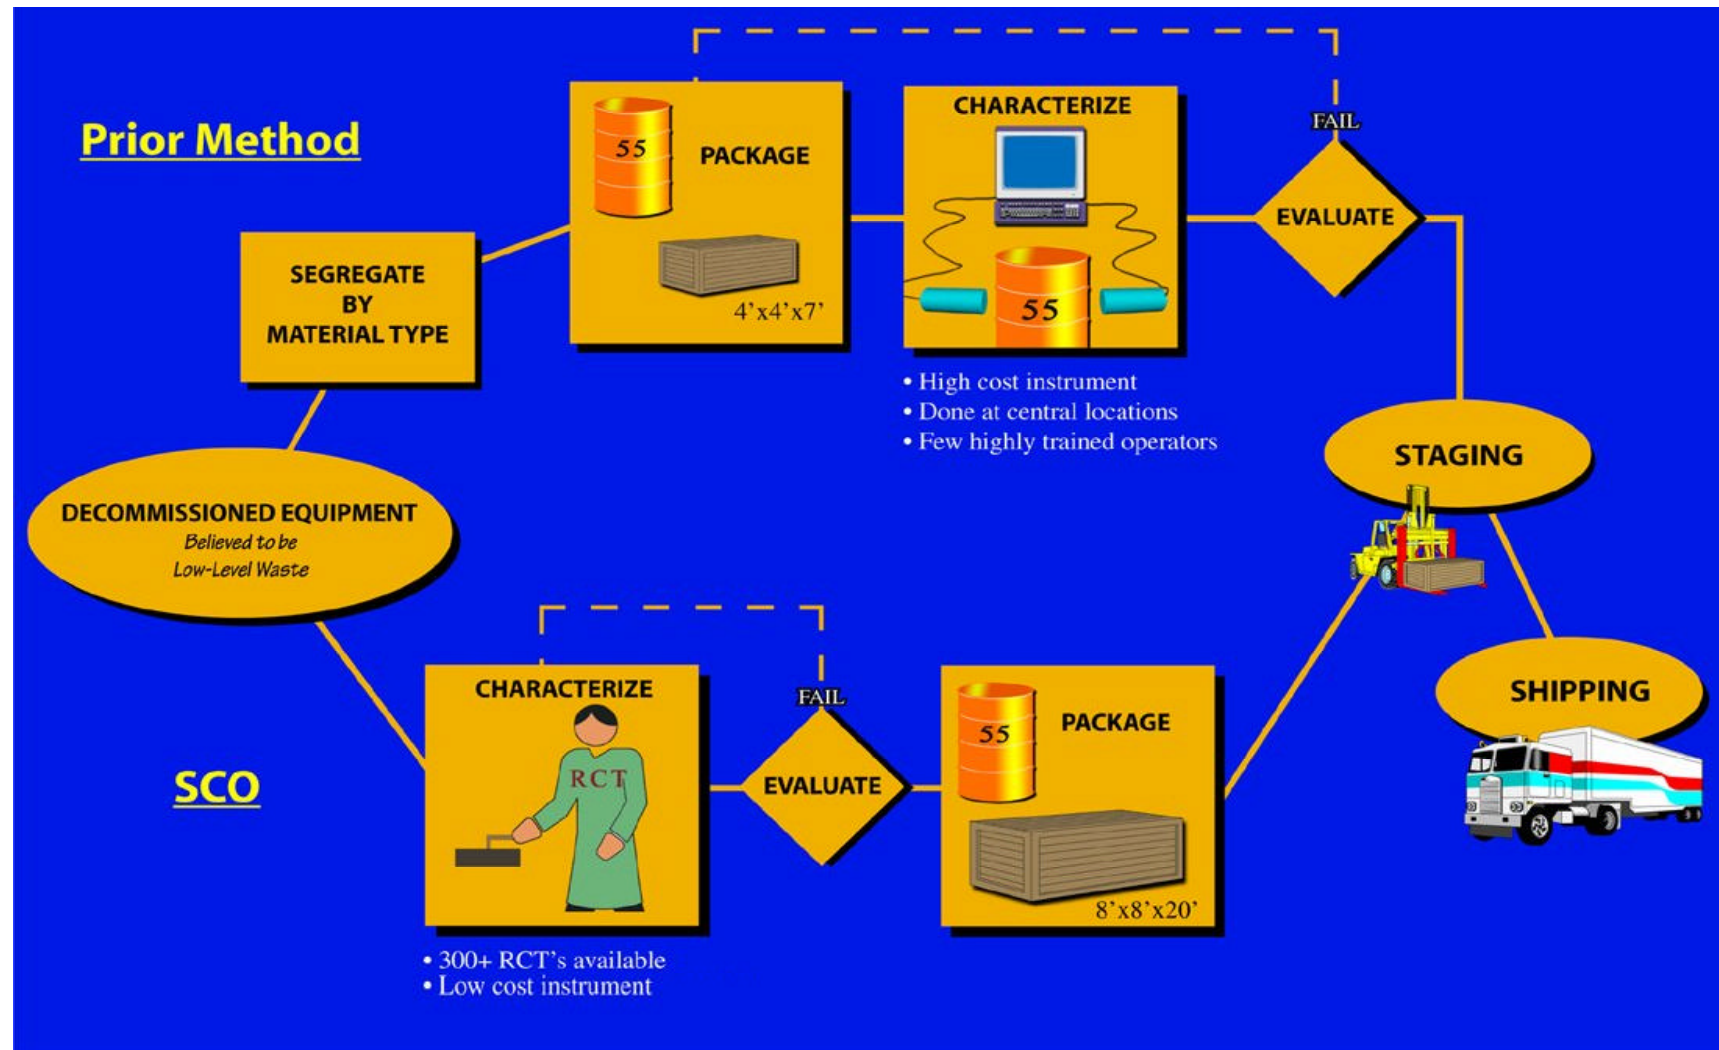 Prior Method
SEGREGATE
BY
MATERIAL TYPE
55
PACKAGE
4’x4’x7’
CHARACTERIZE
55
• High cost instrument
• Done at central locations
• Few highly trained operators
FAIL
EVALUATE
DECOMMISSIONED EQUIPMENT
Believed to be
Low-Level Waste
STAGING
SHIPPING
SCO
CHARACTERIZE
RCT
• 300+ RCT’s available
• Low cost instrument
FAIL
EVALUATE
55
PACKAGE
8’x8’x20’